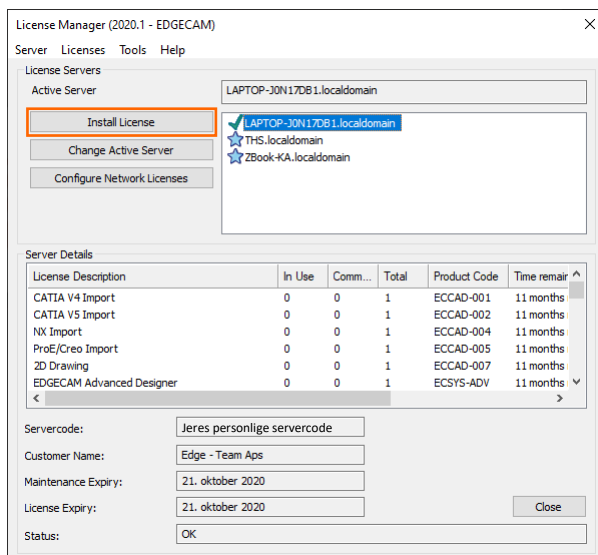 License Manager (2020.1 - EDGECAM)
Server Licenses Tools Help
License Servers
Active Server LAPTOP-J0N17DB1.localdomain
Install License
Change Active Server
Configure Network Licenses
LAPTOP-J0N17DB1.localdomain
THS.localdomain
ZBook-KA.localdomain
Server Details
License Description In Use Comm... Total Product Code Time remair
CATIA V4 Import 0 0 1 ECCAD-001 11 months
CATIA V5 Import 0 0 1 ECCAD-002 11 months
NX Import 0 0 1 ECCAD-004 11 months
ProE/Creo Import 0 0 1 ECCAD-005 11 months
2D Drawing 0 0 1 ECCAD-007 11 months
EDGECAM Advanced Designer 0 0 1 ECSYS-ADV 11 months
Servercode: Jeres personlige servercode
Customer Name: Edge - Team Aps
Maintenance Expiry: 21. oktober 2020
License Expiry: 21. oktober 2020
Close
Status: OK